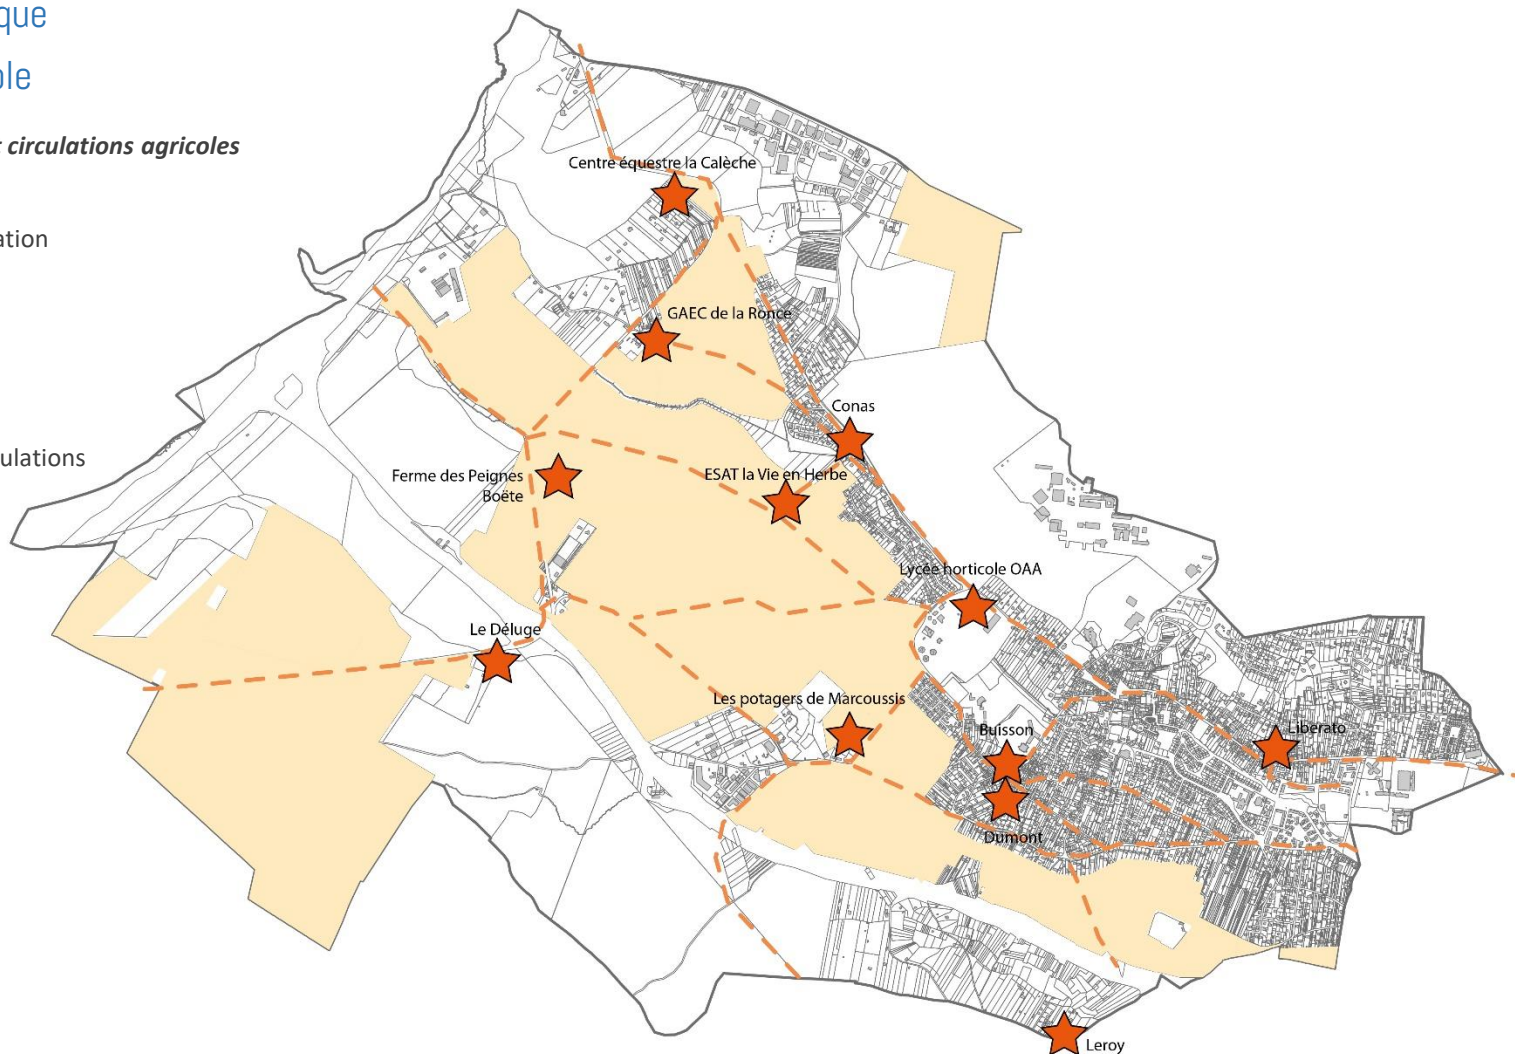 que
ole
t circulations agricoles
ation
ulations
Centre équestre la Calèche
GAEC de la Ronce
Conas
Ferme des Peignes
Boëte
ESAT la Vie en Herbe
Lycée horticole OAA
Le Déluge
Les potagers de Marcoussis
Buisson
Liberato
Dumont
Leroy